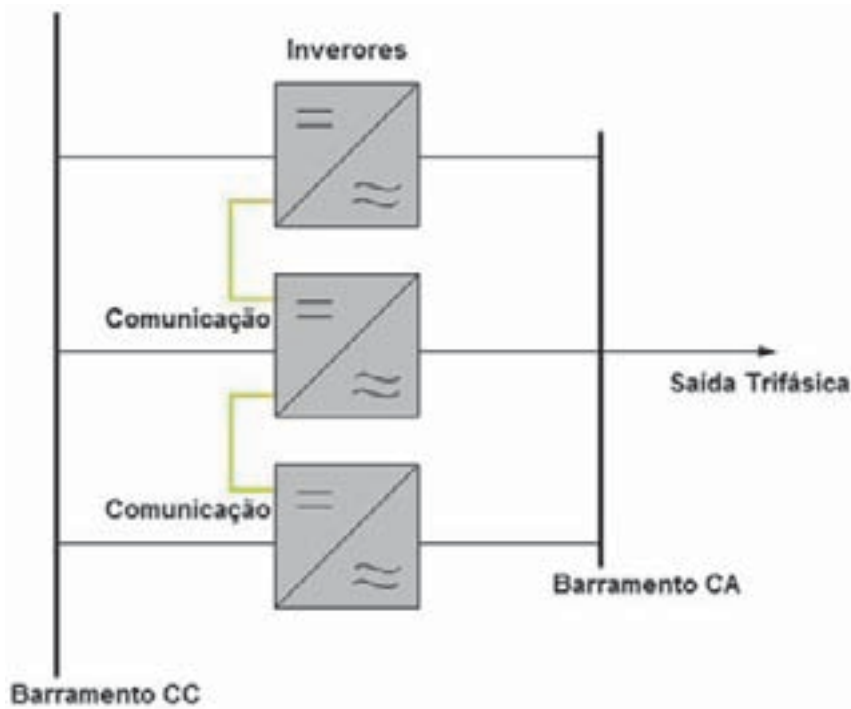 Inverores
Comunicação
Saída Trifásica
Comunicação
Barramento CA
Barramento CC